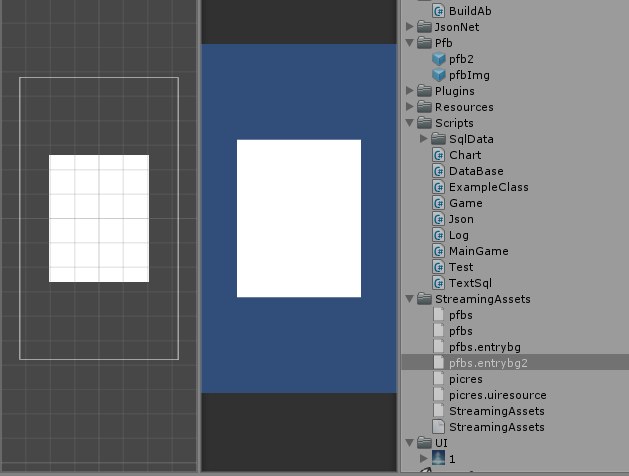 BuildAb
JsonNet
Pfb
pfb2
pfbImg
Plugins
Resources
Scripts
SqlData
Chart
DataBase
ExampleClass
Game
Json
Log
MainGame
Test
TextSql
StreamingAssets
pfbs
pfbs
pfbs.entrybg
pfbs.entrybg2
picres
picres.uiresource
StreamingAssets
StreamingAssets
UI
1